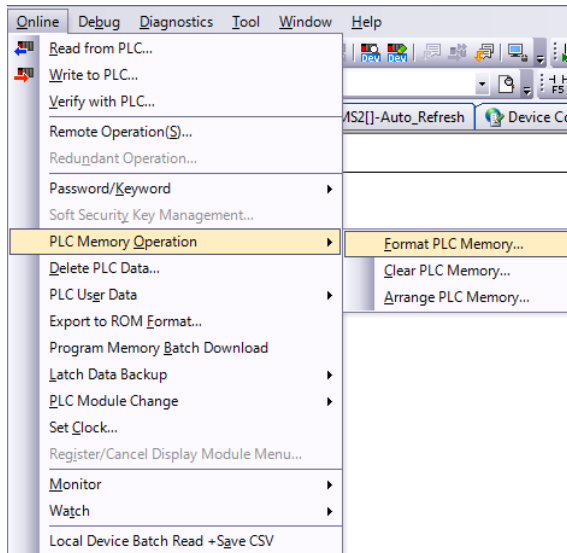 Online Debug Diagnostics Tool Window Help
Read from PLC...
Write to PLC...
Verify with PLC...
MS2[]-Auto_Refresh Device Co
Remote Operation(S)...
Redundant Operation...
Password/Keyword
Soft Security Key Management...
PLC Memory Operation
Format PLC Memory...
Delete PLC Data...
Clear PLC Memory...
PLC User Data
Arrange PLC Memory...
Export to ROM Format...
Program Memory Batch Download
Latch Data Backup
PLC Module Change
Set Clock...
Register/Cancel Display Module Menu...
Monitor
Watch
Local Device Batch Read +Save CSV